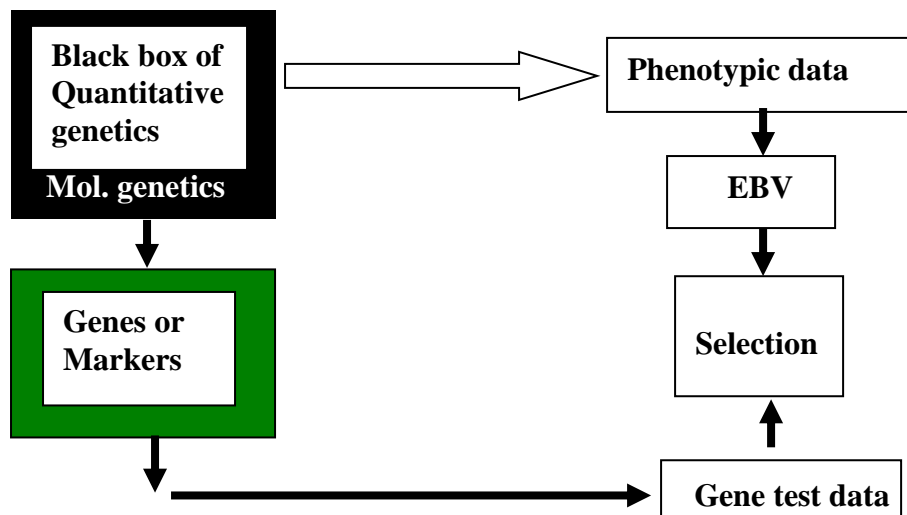 Black box of
Quantitative
genetics
Mol. genetics
Phenotypic data
EBV
Genes or
Markers
Selection
Gene test data